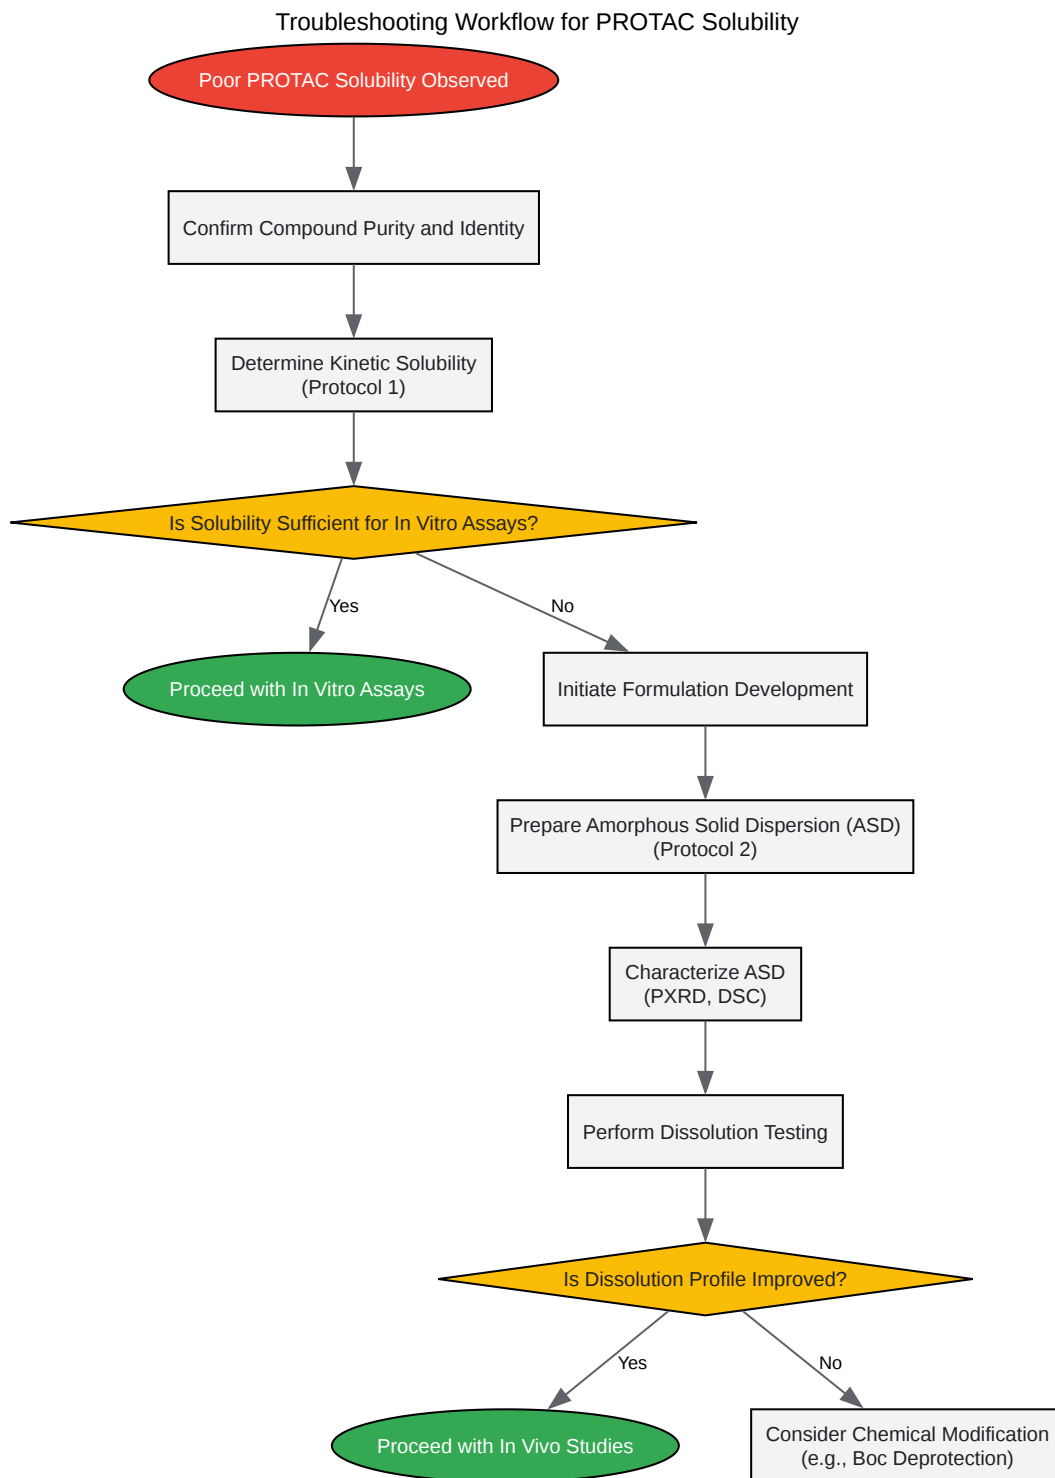 Troubleshooting Workflow for PROTAC Solubility
Poor PROTAC Solubility Observed
Confirm Compound Purity and Identity
Determine Kinetic Solubility
(Protocol 1)
Is Solubility Sufficient for In Vitro Assays?
Yes
No
Proceed with In Vitro Assays
Initiate Formulation Development
Prepare Amorphous Solid Dispersion (ASD)
(Protocol 2)
Characterize ASD
(PXRD, DSC)
Perform Dissolution Testing
Is Dissolution Profile Improved?
Yes
No
Proceed with In Vivo Studies
Consider Chemical Modification
(e.g., Boc Deprotection)